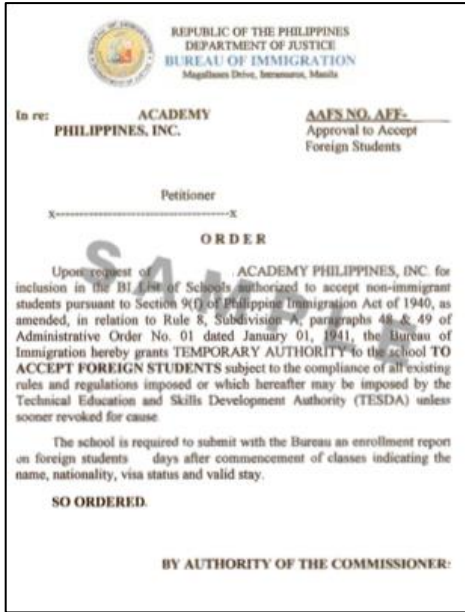 REPUBLIC OF THE PHILIPPINES
DEPARTMENT OF JUSTICE
BUREAU OF IMMIGRATION
Magallanes Drive, Intramuros, Manila
In re: ACADEMY
PHILIPPINES, INC.
AAFS NO. AFF-
Approval to Accept
Foreign Students
Petitioner
x-----------------------------------x
ORDER
SAMPLE
Upon request of ACADEMY PHILIPPINES, INC. for
inclusion in the BI List of Schools authorized to accept non-immigrant
students pursuant to Section 9(f) of Philippine Immigration Act of 1940, as
amended, in relation to Rule 8, Subdivision A, paragraphs 48 & 49 of
Administrative Order No. 01 dated January 01, 1941, the Bureau of
Immigration hereby grants TEMPORARY AUTHORITY to the school TO
ACCEPT FOREIGN STUDENTS subject to the compliance of all existing
rules and regulations imposed or which hereafter may be imposed by the
Technical Education and Skills Development Authority (TESDA) unless
sooner revoked for cause
The school is required to submit with the Bureau an enrollment report
on foreign students days after commencement of classes indicating the
name, nationality, visa status and valid stay.
SO ORDERED.
BY AUTHORITY OF THE COMMISSIONER: